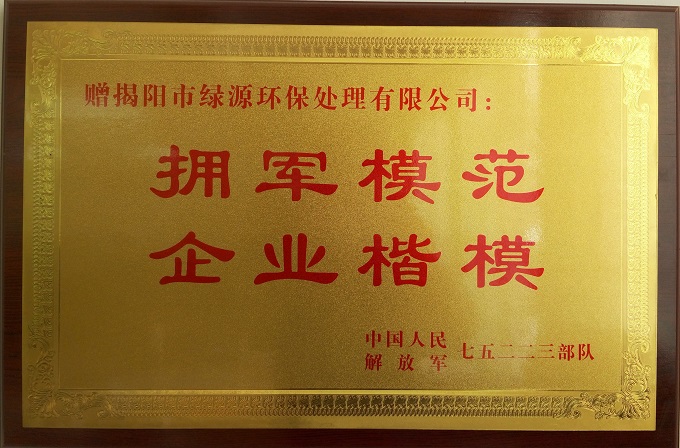 赠揭阳市绿源环保处理有限公司：
拥军模范
企业楷模
中国人民
解放军 七五二二三部队